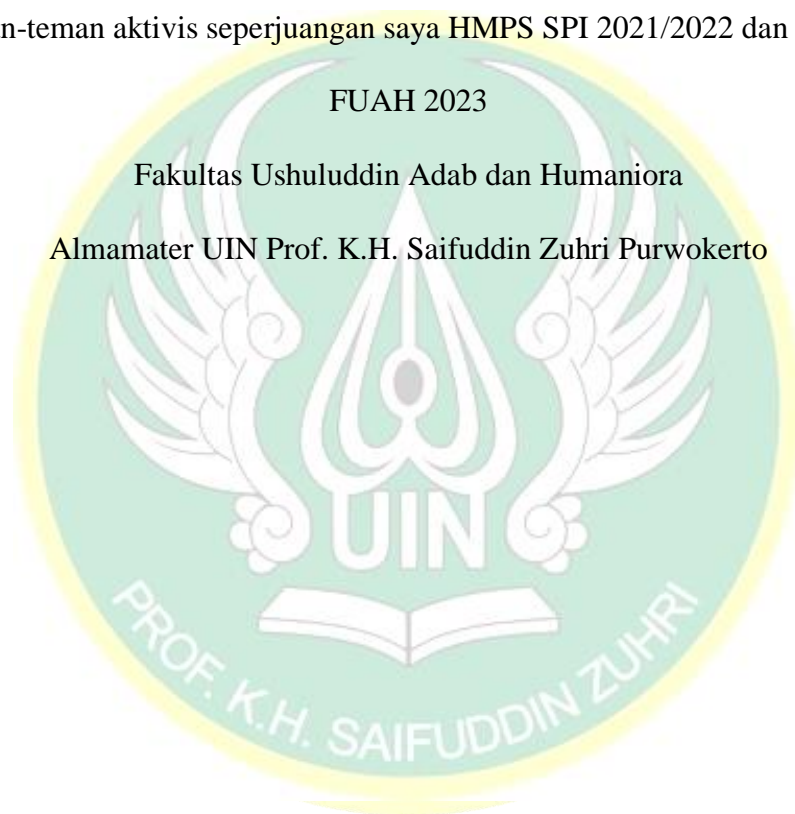 n-teman aktivis seperjuangan saya HMPS SPI 2021/2022 dan
FUAH 2023
Fakultas Ushuluddin Adab dan Humaniora
Almamater UIN Prof. K.H. Saifuddin Zuhri Purwokerto
UIN
PROF. K.H. SAIFUDDIN ZUHRI